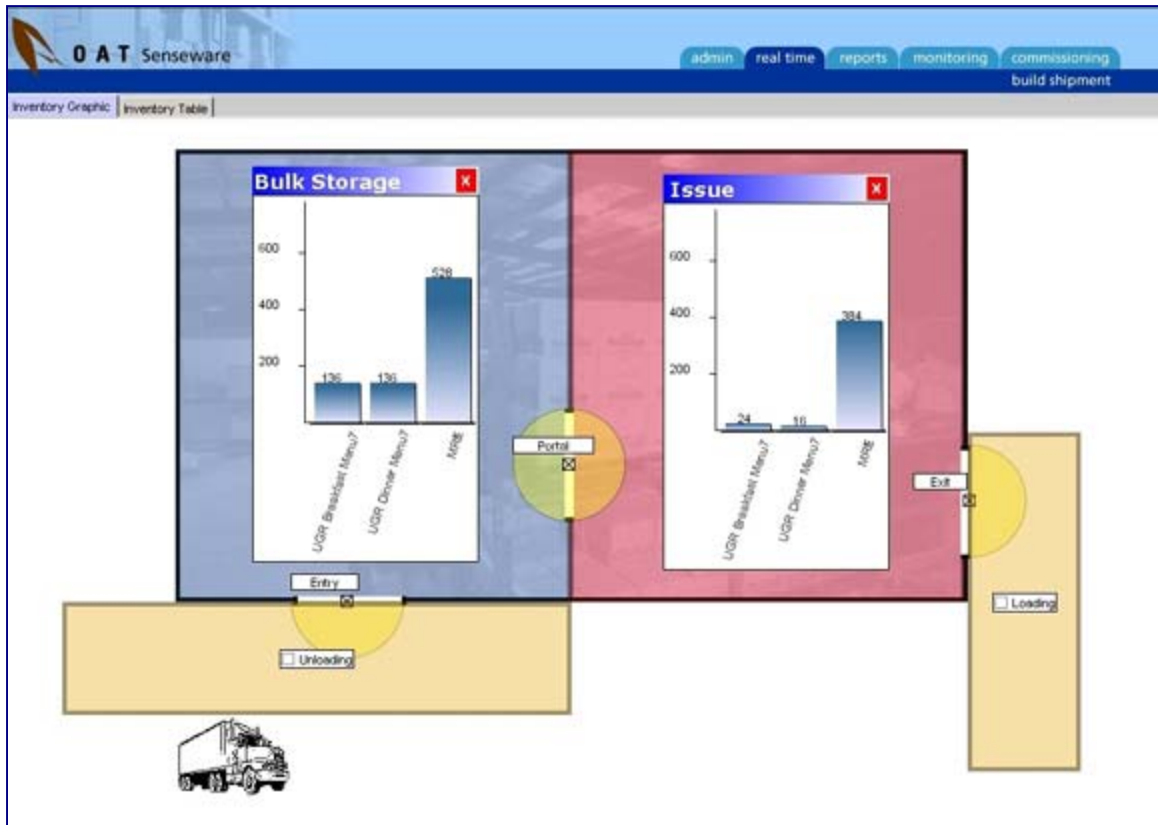 OAT Senseware
admin real time reports monitoring commissioning
build shipment
Inventory Graphic Inventory Table
Bulk Storage X
600
400
200
528
136 136
UGR Breakfast Menu7
UGR Dinner Menu7
MRE
Issue X
600
400
200
384
24 16
UGR Breakfast Menu7
UGR Dinner Menu7
MRE
Portal
Exit
Entry
Loading
Unloading